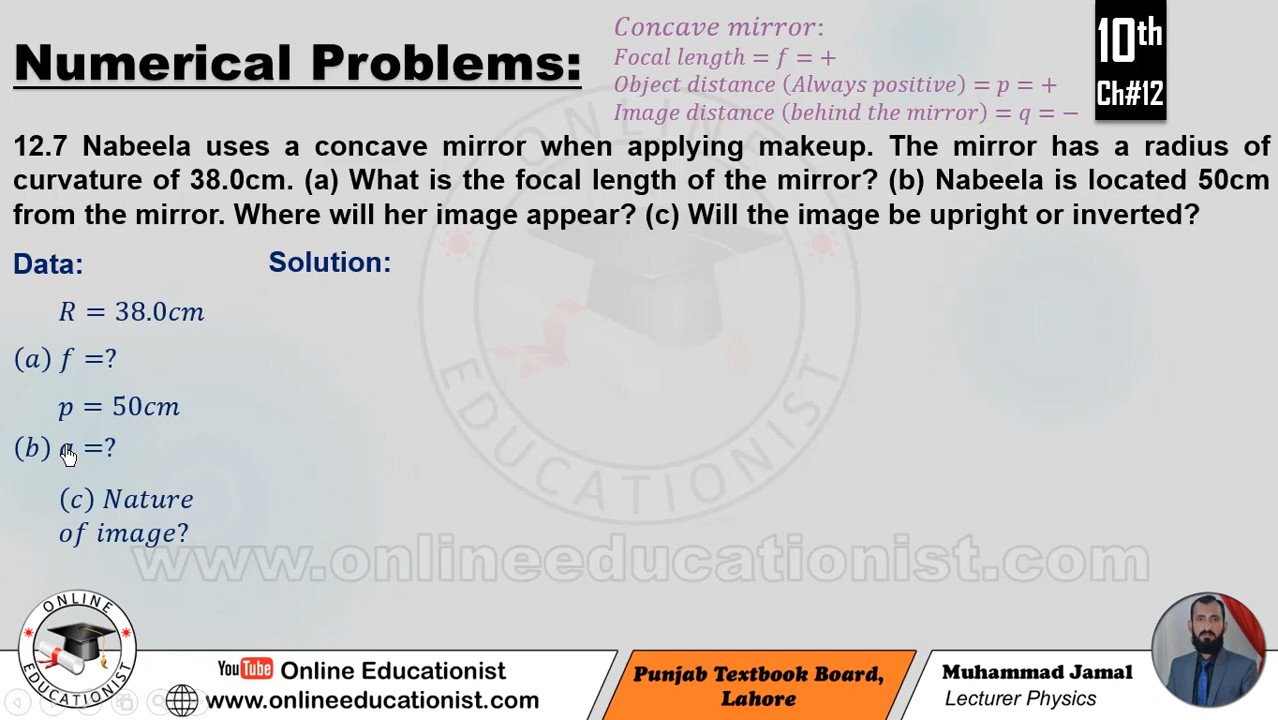 Numerical Problems:
Concave mirror:
Focal length = f = +
Object distance (Always positive) = p = +
Image distance (behind the mirror) = q = −
10th
Ch#12
12.7 Nabeela uses a concave mirror when applying makeup. The mirror has a radius of
curvature of 38.0cm. (a) What is the focal length of the mirror? (b) Nabeela is located 50cm
from the mirror. Where will her image appear? (c) Will the image be upright or inverted?
Data:
Solution:
R = 38.0cm
(a) f =?
p = 50cm
(b) =?
(c) Nature
of image?
ONLINE
EDUCATIONIST
www.onlineeducationist.com
ONLINE
EDUCATIONIST
YouTube Online Educationist
www.onlineeducationist.com
Punjab Textbook Board,
Lahore
Muhammad Jamal
Lecturer Physics